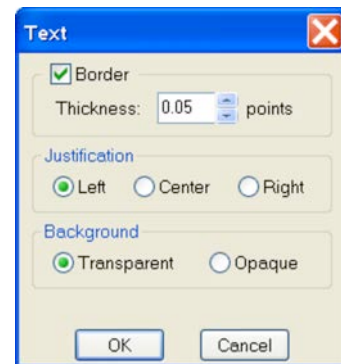 Text
Border
Thickness: 0.05 points
Justification
Left Center Right
Background
Transparent Opaque
OK Cancel